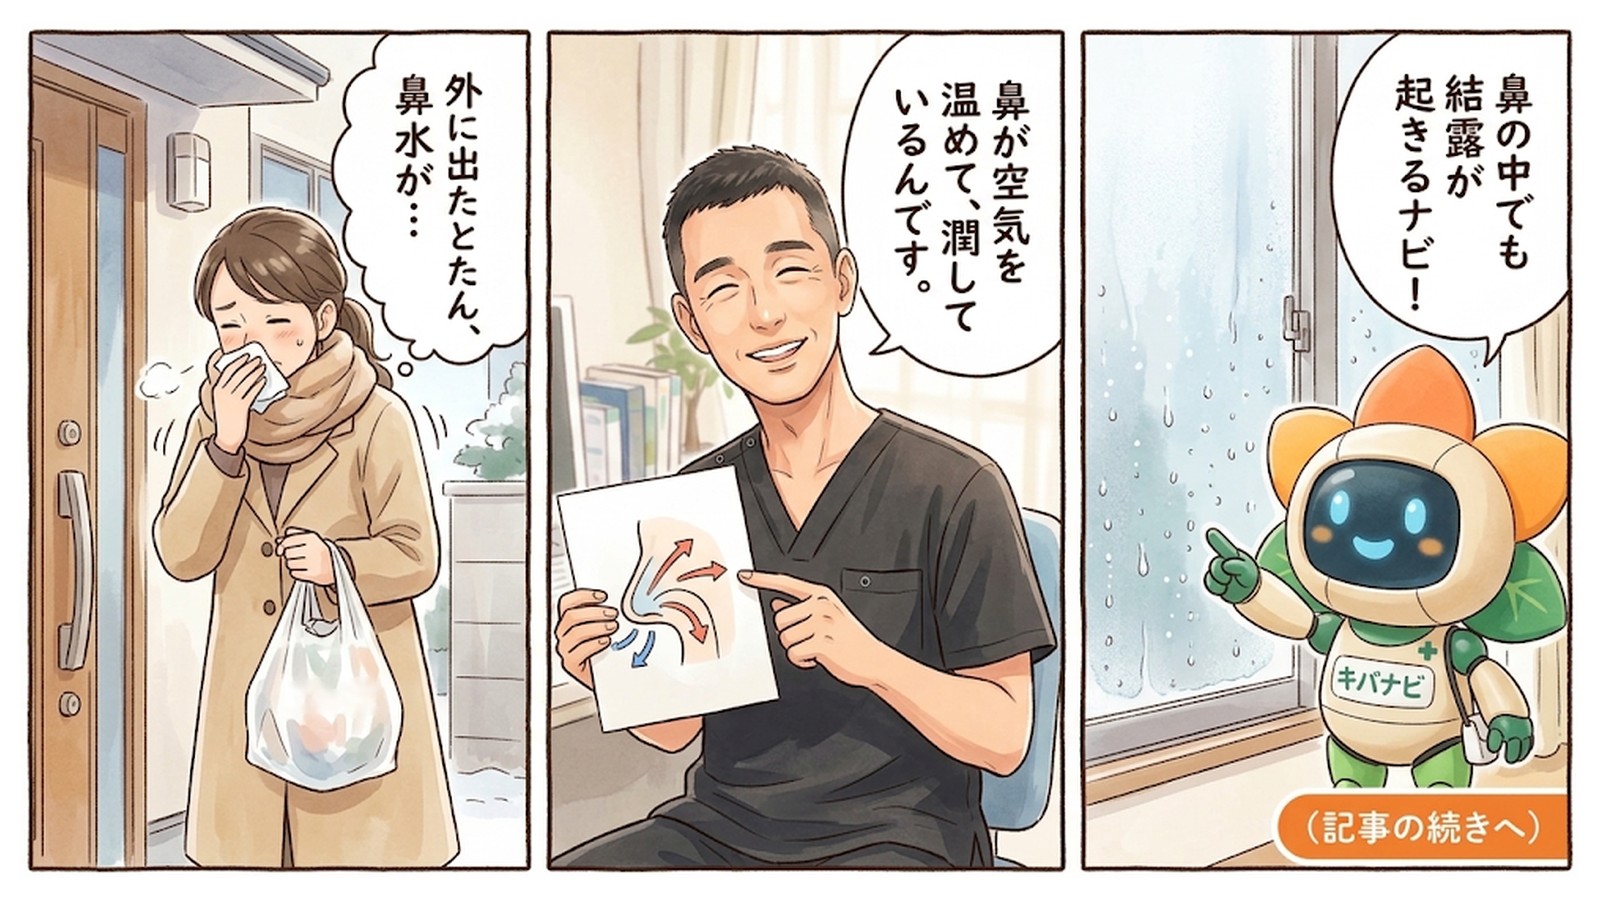 外に出たとたん、
鼻水が…
鼻が空気を
温めて、潤して
いるんです。
鼻の中でも
結露が
起きるナビ！
キパナビ
（記事の続きへ）